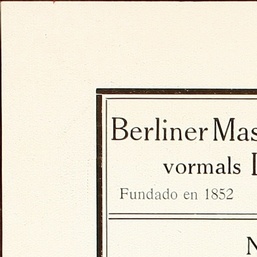 Berliner Mas
vormals
Fundado en 1852
N